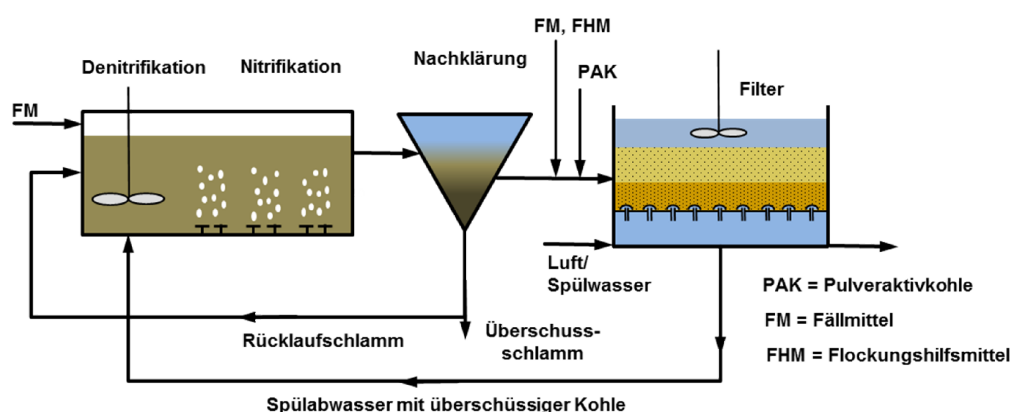 FM, FHM
Nachklärung
Denitrifikation
Nitrifikation
PAK
Filter
FM
Luft/
Spülwasser
PAK = Pulveraktivkohle
FM = Fällmittel
FHM = Flockungshilfsmittel
Rücklaufschlamm
Überschuss-
schlamm
Spülabwasser mit überschüssiger Kohle